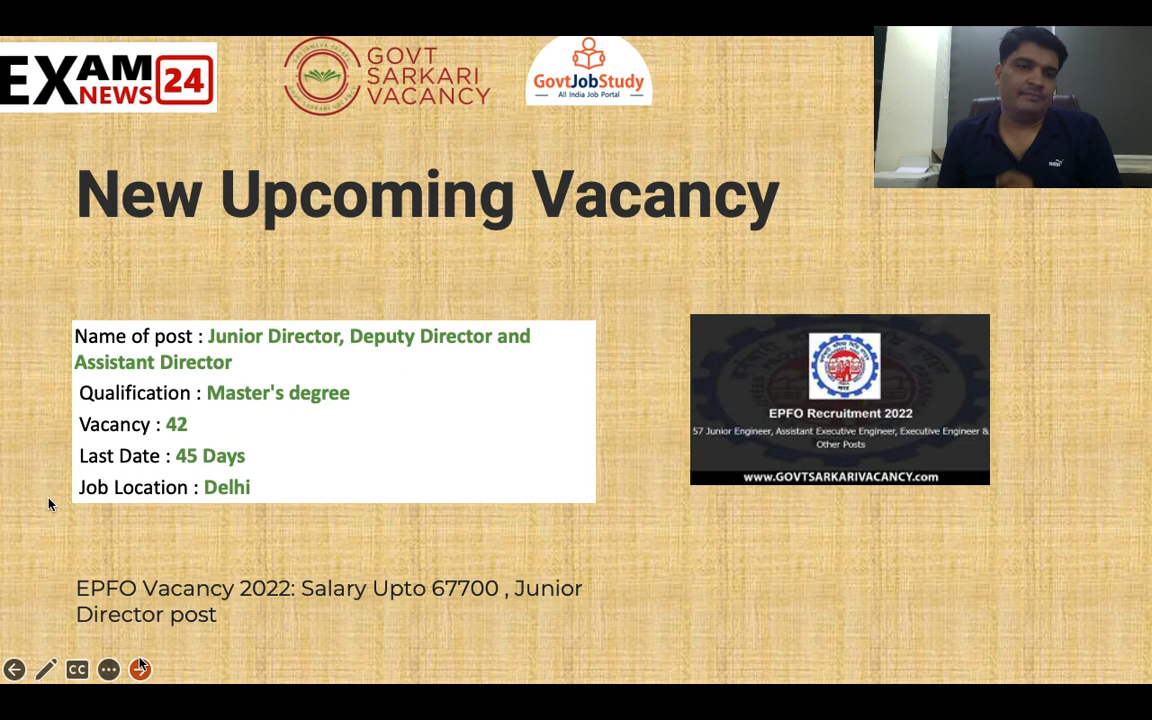 EXAM
NEWS 24
GOVT
SARKARI
VACANCY
GovtJobStudy
All India Job Portal
New Upcoming Vacancy
Name of post : Junior Director, Deputy Director and
Assistant Director
Qualification : Master's degree
Vacancy : 42
Last Date : 45 Days
Job Location : Delhi
EPFO Recruitment 2022
57 Junior Engineer, Assistant Executive Engineer, Executive Engineer &
Other Posts
www.GOVTSARKARIVACANCY.com
EPFO Vacancy 2022: Salary Upto 67700 , Junior
Director post
CC